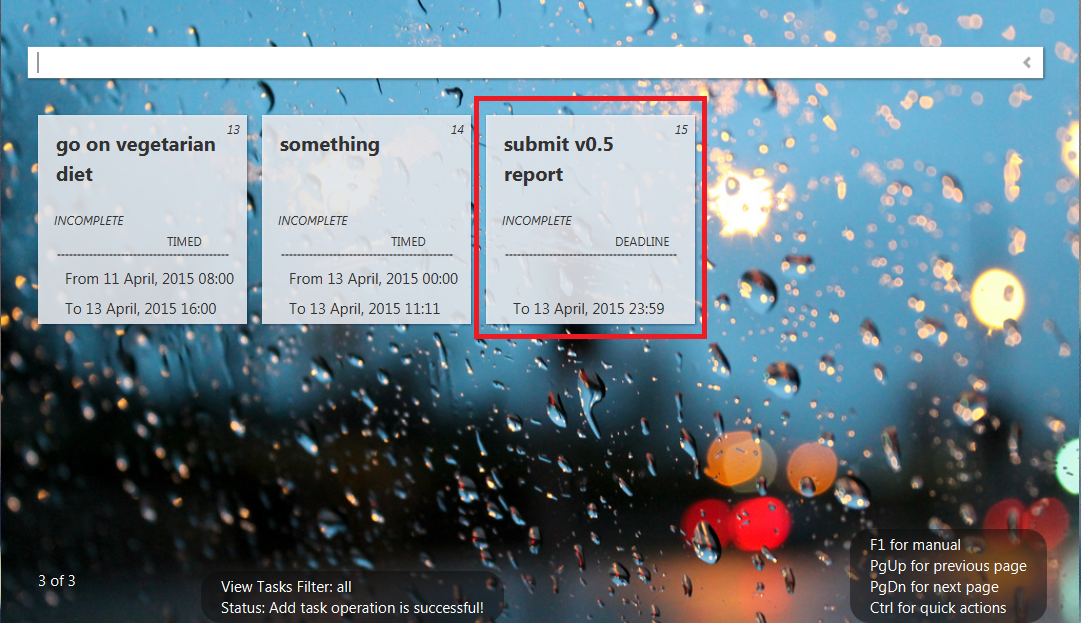 13
go on vegetarian
diet
INCOMPLETE
TIMED
From 11 April, 2015 08:00
To 13 April, 2015 16:00
14
something
INCOMPLETE
TIMED
From 13 April, 2015 00:00
To 13 April, 2015 11:11
15
submit v0.5
report
INCOMPLETE
DEADLINE
To 13 April, 2015 23:59
3 of 3
View Tasks Filter: all
Status: Add task operation is successful!
F1 for manual
PgUp for previous page
PgDn for next page
Ctrl for quick actions